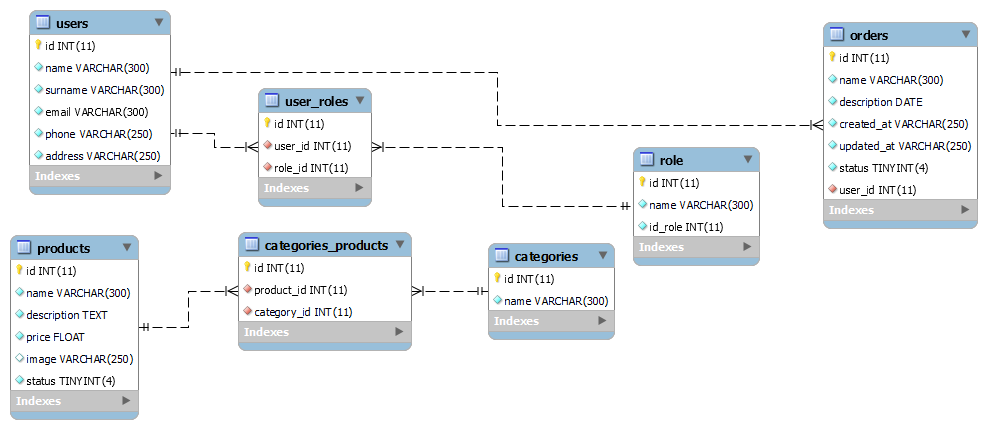 users
id INT(11)
name VARCHAR(300)
surname VARCHAR(300)
email VARCHAR(300)
phone VARCHAR(250)
address VARCHAR(250)
Indexes
user_roles
id INT(11)
user_id INT(11)
role_id INT(11)
Indexes
role
id INT(11)
name VARCHAR(300)
id_role INT(11)
Indexes
orders
id INT(11)
name VARCHAR(300)
description DATE
created_at VARCHAR(250)
updated_at VARCHAR(250)
status TINYINT(4)
user_id INT(11)
Indexes
products
id INT(11)
name VARCHAR(300)
description TEXT
price FLOAT
image VARCHAR(250)
status TINYINT(4)
Indexes
categories_products
id INT(11)
product_id INT(11)
category_id INT(11)
Indexes
categories
id INT(11)
name VARCHAR(300)
Indexes